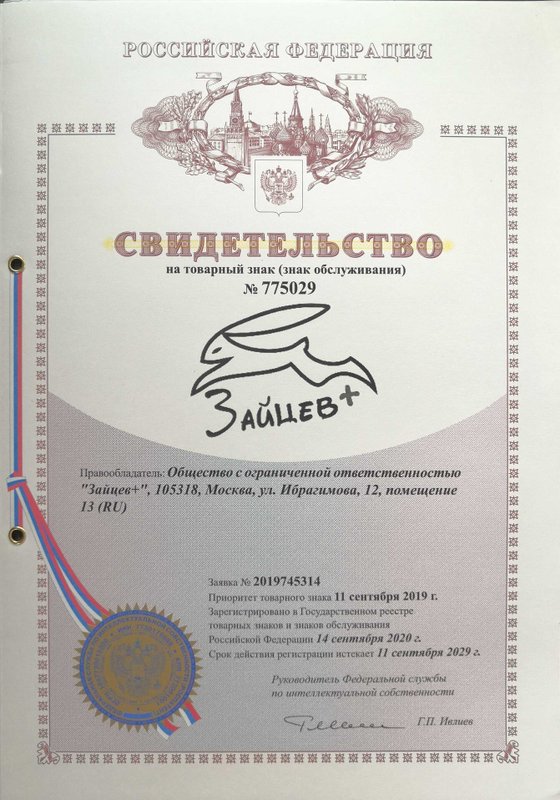 РОССИЙСКАЯ ФЕДЕРАЦИЯ
СВИДЕТЕЛЬСТВО
на товарный знак (знак обслуживания)
№ 775029
Зайцев+
Правообладатель: Общество с ограниченной ответственностью
"Зайцев+", 105318, Москва, ул. Ибрагимова, 12, помещение
13 (RU)
Заявка № 2019745314
Приоритет товарного знака 11 сентября 2019 г.
Зарегистрировано в Государственном реестре
товарных знаков и знаков обслуживания
Российской Федерации 14 сентября 2020 г.
Срок действия регистрации истекает 11 сентября 2029 г.
Руководитель Федеральной службы
по интеллектуальной собственности
Г.П. Ивлиев